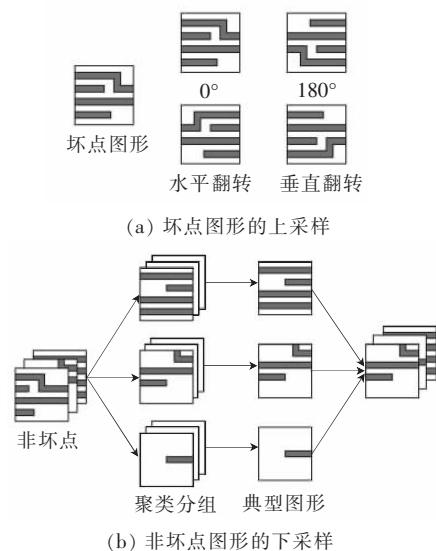 0°
180°
坏点图形
水平翻转
垂直翻转
(a) 坏点图形的上采样
非坏点
聚类分组
典型图形
(b) 非坏点图形的下采样